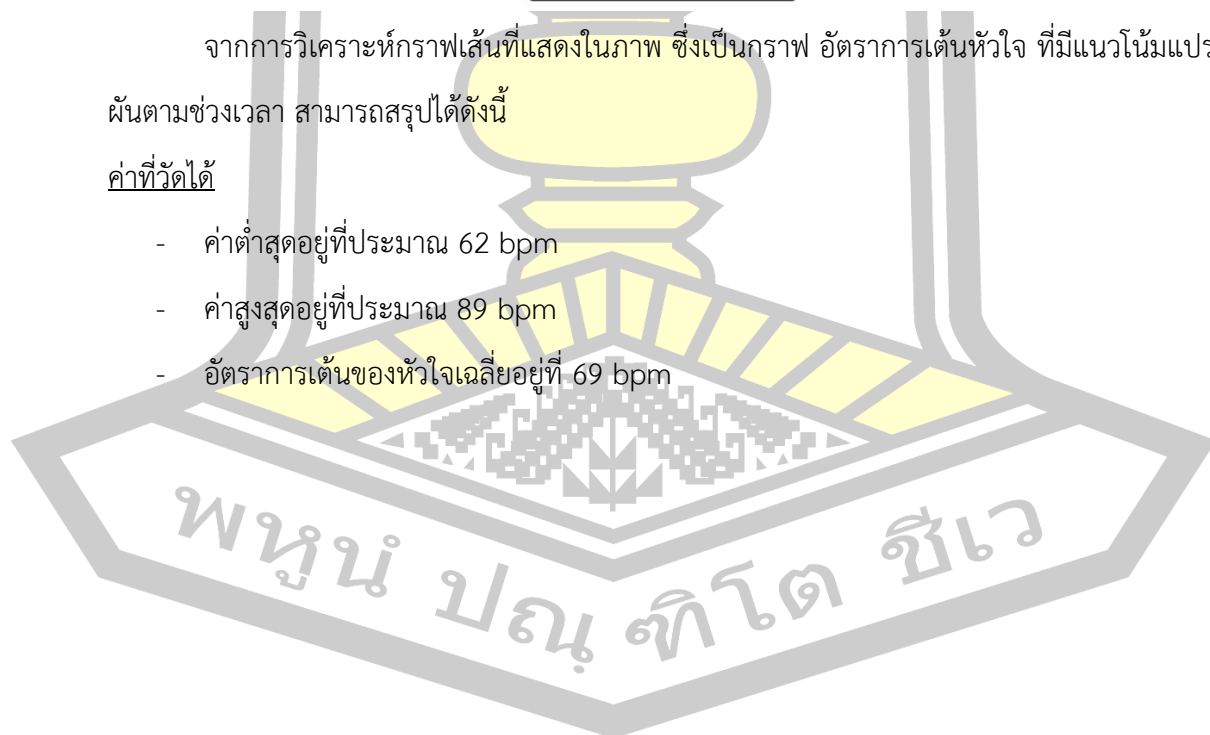 จากการวิเคราะห์กราฟเส้นที่แสดงในภาพ ซึ่งเป็นกราฟ อัตราการเต้นหัวใจ ที่มีแนวโน้มแปร
ผันตามช่วงเวลา สามารถสรุปได้ดังนี้
ค่าที่วัดได้
- ค่าต่ำสุดอยู่ที่ประมาณ 62 bpm
- ค่าสูงสุดอยู่ที่ประมาณ 89 bpm
- อัตราการเต้นของหัวใจเฉลี่ยอยู่ที่ 69 bpm
พหูนํ ปณฺฑิโต ชีเว